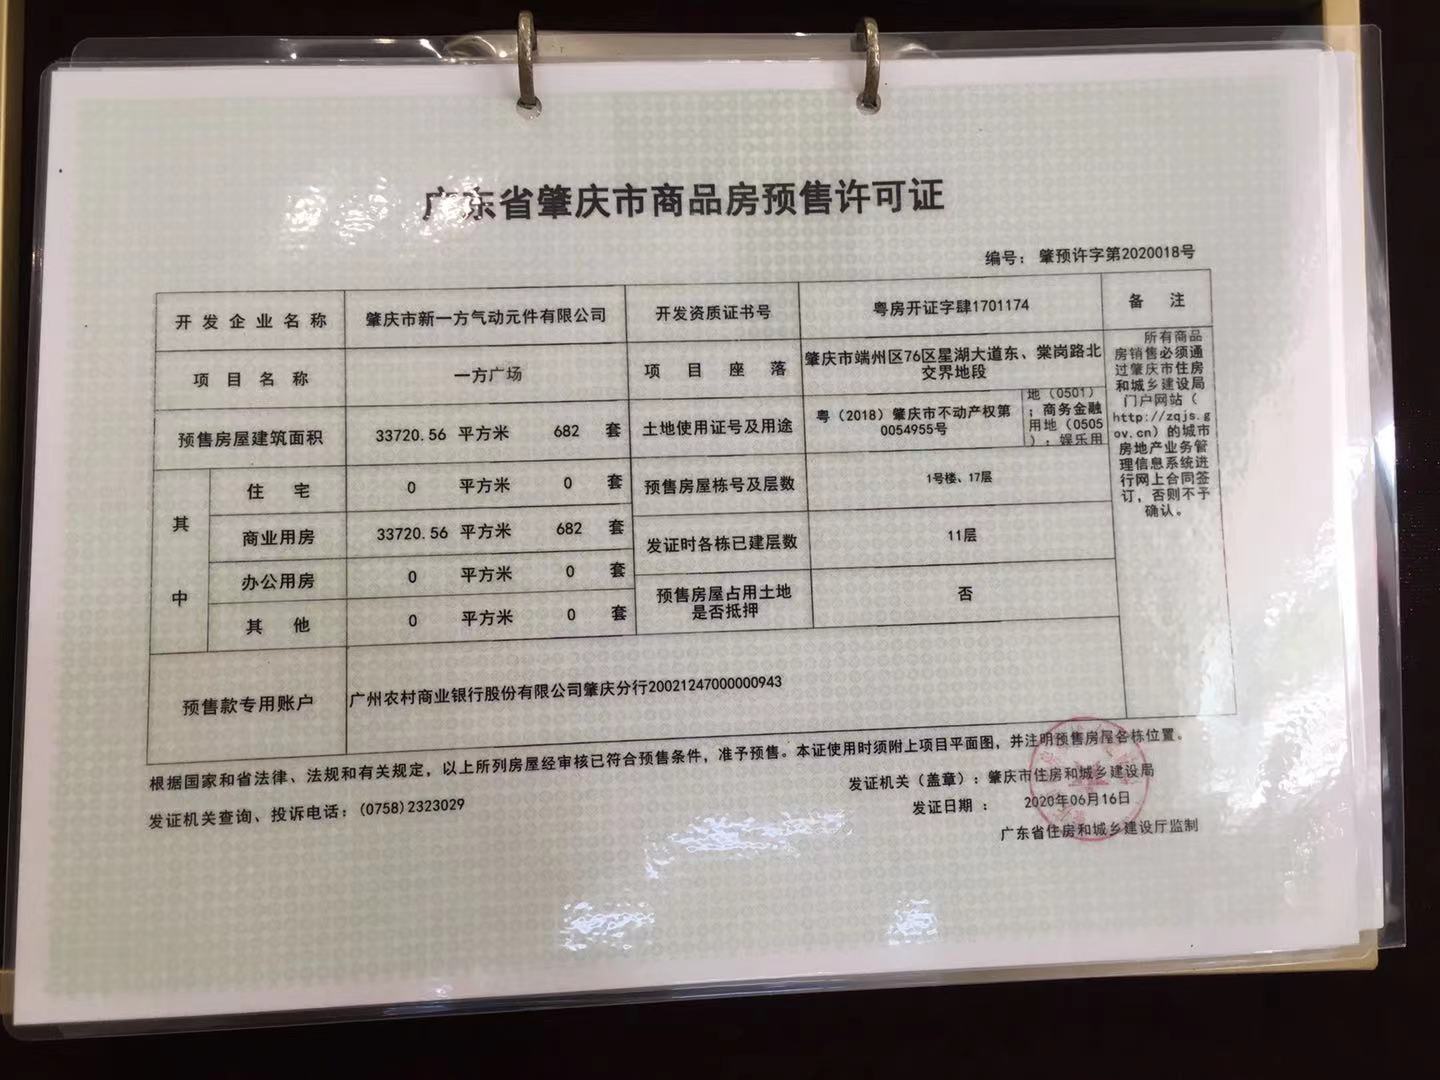 广东省肇庆市商品房预售许可证
编号： 肇预许字第2020018号
开发企业名称 肇庆市新一方气动元件有限公司 开发资质证书号 粤房开证字肆1701174 备 注
项目名称 一方广场 项目座落 肇庆市端州区76区星湖大道东、棠岗路北
交界地段
预售房屋建筑面积 33720.56 平方米 682 套 土地使用证号及用途 粤（2018）肇庆市不动产权第
0054955号
地（0501）
；商务金融
用地（0505
）；娱乐用
其中
住 宅 0 平方米 0 套 预售房屋栋号及层数 1号楼、17层
商业用房 33720.56 平方米 682 套 发证时各栋已建层数 11层
办公用房 0 平方米 0 套 预售房屋占用土地
是否抵押 否
其 他 0 平方米 0 套
所有商品
房销售必须通
过肇庆市住房
和城乡建设局
门户网站（
http://zqjs.g
ov.cn）的城市
房地产业务管
理信息系统进
行网上合同签
订，否则不予
确认。
预售款专用账户 广州农村商业银行股份有限公司肇庆分行20021247000000943
根据国家和省法律、法规和有关规定，以上所列房屋经审核已符合预售条件，准予预售。本证使用时须附上项目平面图，并注明预售房屋各栋位置。
发证机关（盖章）：肇庆市住房和城乡建设局
发证机关查询、投诉电话：(0758)2323029
发证日期 ： 2020年06月16日
广东省住房和城乡建设厅监制